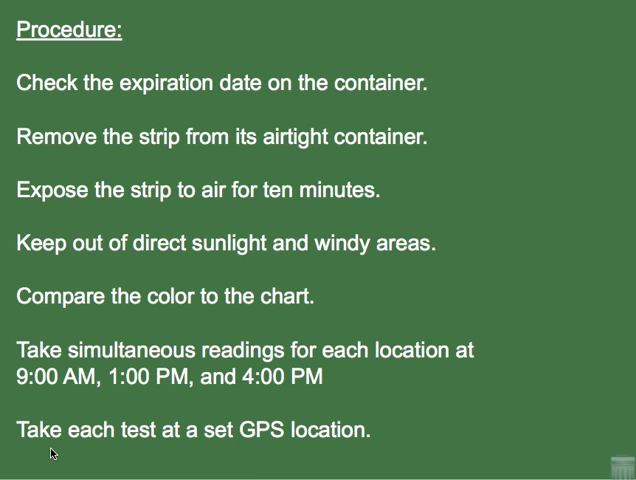 Procedure:
Check the expiration date on the container.
Remove the strip from its airtight container.
Expose the strip to air for ten minutes.
Keep out of direct sunlight and windy areas.
Compare the color to the chart.
Take simultaneous readings for each location at
9:00 AM, 1:00 PM, and 4:00 PM
Take each test at a set GPS location.